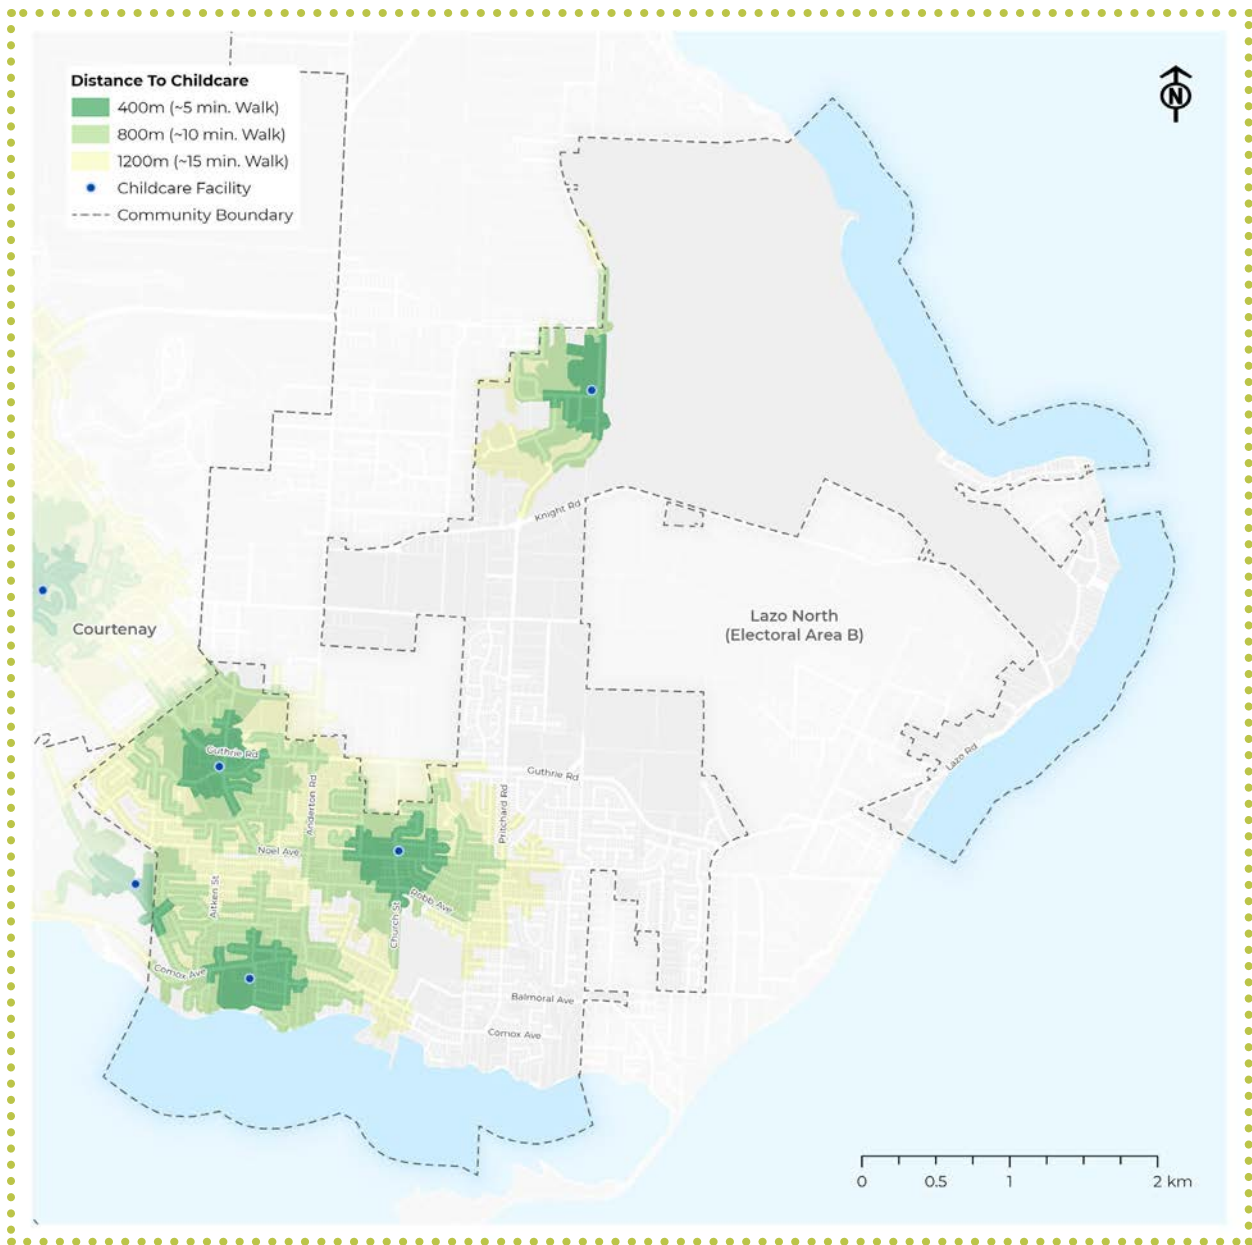 Distance To Childcare
400m (~5 min. Walk)
800m (~10 min. Walk)
1200m (~15 min. Walk)
Childcare Facility
Community Boundary
N
Knight Rd
Courtenay
Lazo North
(Electoral Area B)
Guthrie Rd
Guthrie Rd
Lazo Rd
Anderton Rd
Pritchard Rd
Noel Ave
Aitken St
Robb Ave
Church St
Comox Ave
Balmoral Ave
Comox Ave
0 0.5 1 2 km